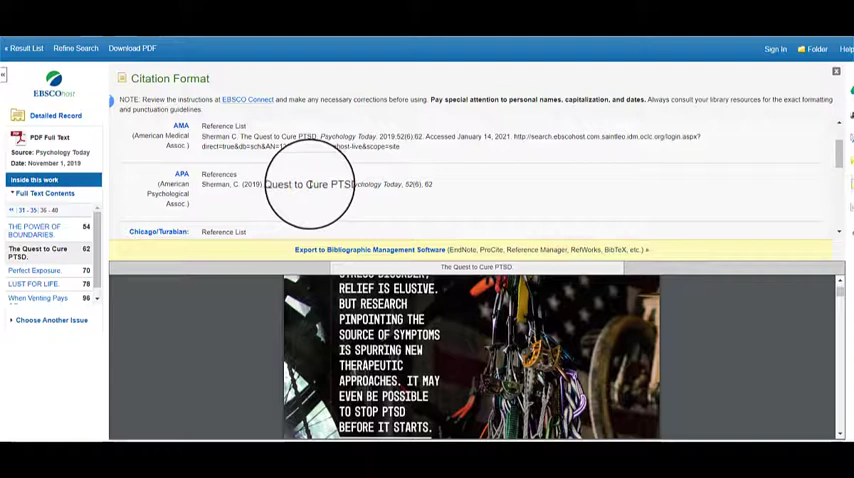 « Result List Refine Search Download PDF Sign In Folder Help
«
EBSCOhost
Detailed Record
PDF Full Text
Source: Psychology Today
Date: November 1, 2019
Inside this work
Full Text Contents
31 - 35 | 36 - 40
THE POWER OF BOUNDARIES. 54
The Quest to Cure PTSD. 62
Perfect Exposure. 70
LUST FOR LIFE. 78
When Venting Pays 96
Choose Another Issue
Citation Format
NOTE: Review the instructions at EBSCO Connect and make any necessary corrections before using. Pay special attention to personal names, capitalization, and dates. Always consult your library resources for the exact formatting
and punctuation guidelines.
AMA
(American Medical Assoc.)
Reference List
Sherman C. The Quest to Cure PTSD. Psychology Today. 2019;52(6):62. Accessed January 14, 2021. http://search.ebscohost.com.saintleo.idm.oclc.org/login.aspx?
direct=true&db=sch&AN=1 host-live&scope=site
APA
(American Psychological Assoc.)
References
Sherman, C. (2019). Quest to Cure PTSD ychology Today, 52(6), 62
Chicago/Turabian: Reference List
Export to Bibliographic Management Software (EndNote, ProCite, Reference Manager, RefWorks, BibTeX, etc.) »
The Quest to Cure PTSD.
STRESS DISORDER,
RELIEF IS ELUSIVE.
BUT RESEARCH
PINPOINTING THE
SOURCE OF SYMPTOMS
IS SPURRING NEW
THERAPEUTIC
APPROACHES. IT MAY
EVEN BE POSSIBLE
TO STOP PTSD
BEFORE IT STARTS.